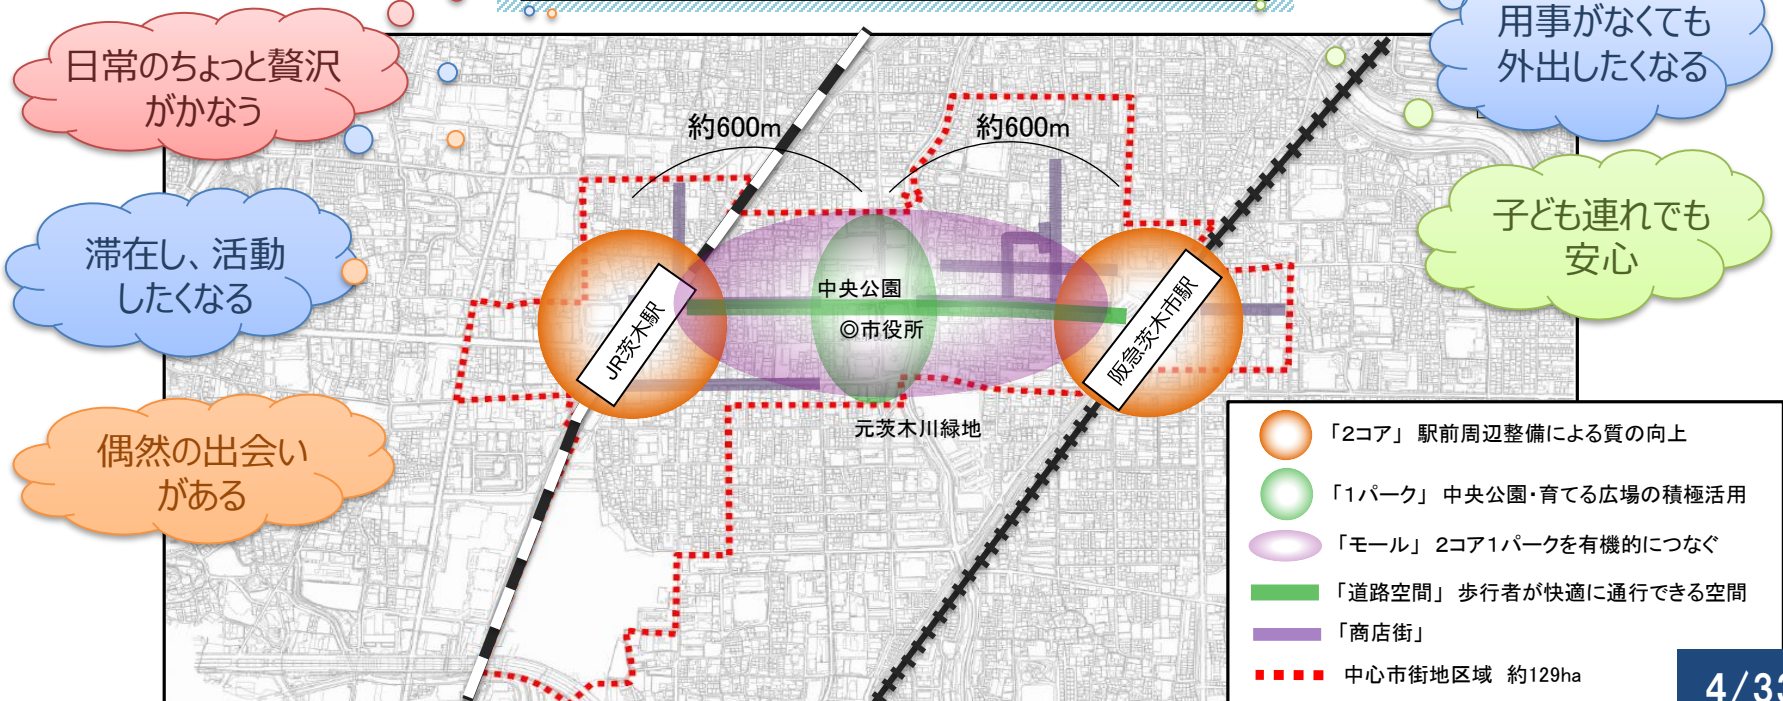 日常のちょっと贅沢
がかなう
用事がなくても
外出したくなる
約600m
約600m
滞在し、活動
したくなる
子ども連れでも
安心
中央公園
◎市役所
JR茨木駅
阪急茨木市駅
元茨木川緑地
偶然の出会い
がある
「2コア」 駅前周辺整備による質の向上
「1パーク」 中央公園・育てる広場の積極活用
「モール」 2コア1パークを有機的につなぐ
「道路空間」 歩行者が快適に通行できる空間
「商店街」
中心市街地区域 約129ha
4/33